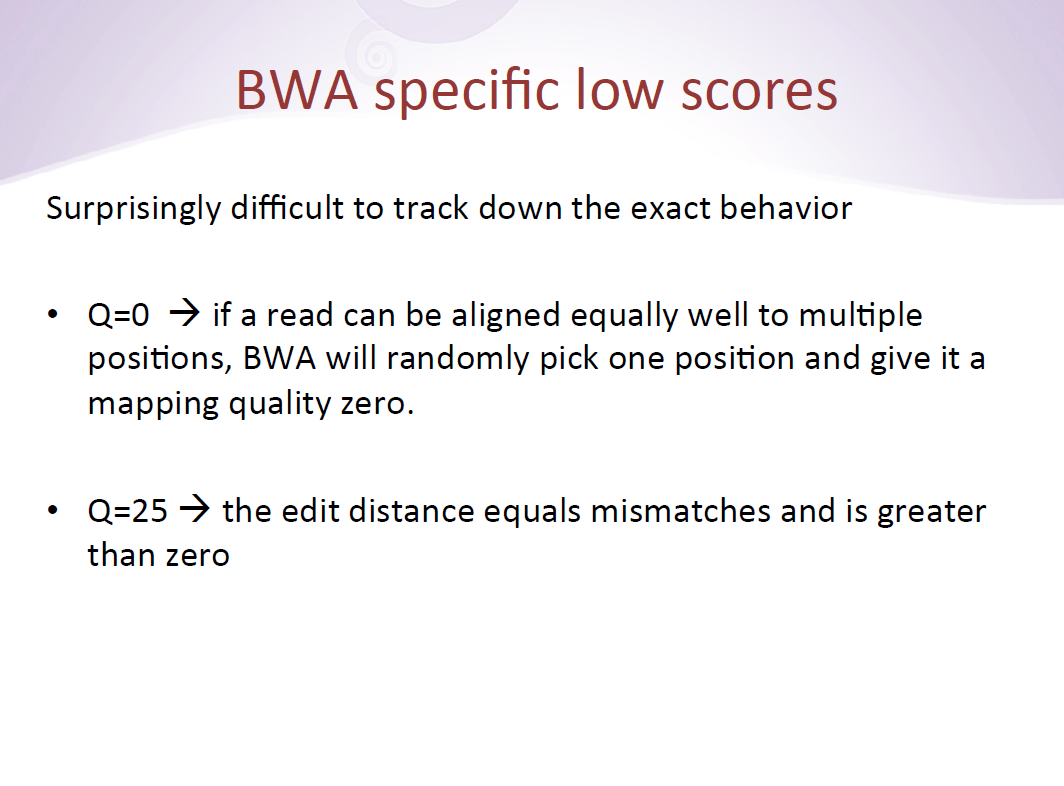 BWA specific low scores
Surprisingly difficult to track down the exact behavior
• Q=0 → if a read can be aligned equally well to multiple
positions, BWA will randomly pick one position and give it a
mapping quality zero.
• Q=25 → the edit distance equals mismatches and is greater
than zero